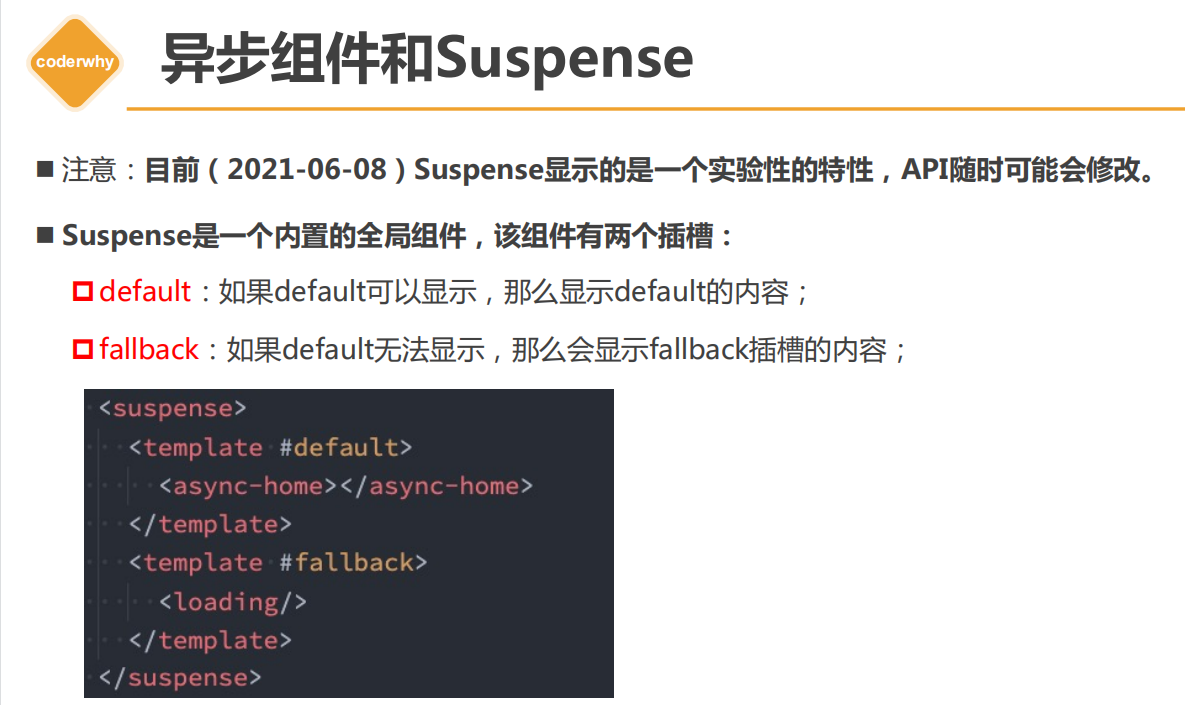 coderwhy
异步组件和Suspense
注意：目前（2021-06-08）Suspense显示的是一个实验性的特性，API随时可能会修改。
Suspense是一个内置的全局组件，该组件有两个插槽：
default：如果default可以显示，那么显示default的内容；
fallback：如果default无法显示，那么会显示fallback插槽的内容；
<suspense>
<template #default>
<async-home></async-home>
</template>
<template #fallback>
<loading/>
</template>
</suspense>